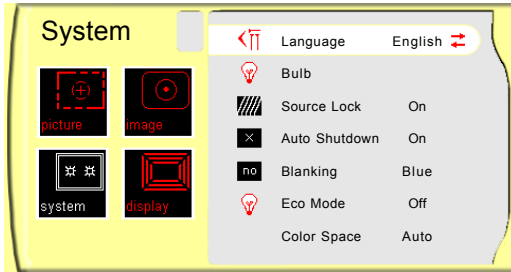 System
picture
image
system
display
Language English
Bulb
Source Lock On
Auto Shutdown On
no Blanking Blue
Eco Mode Off
Color Space Auto